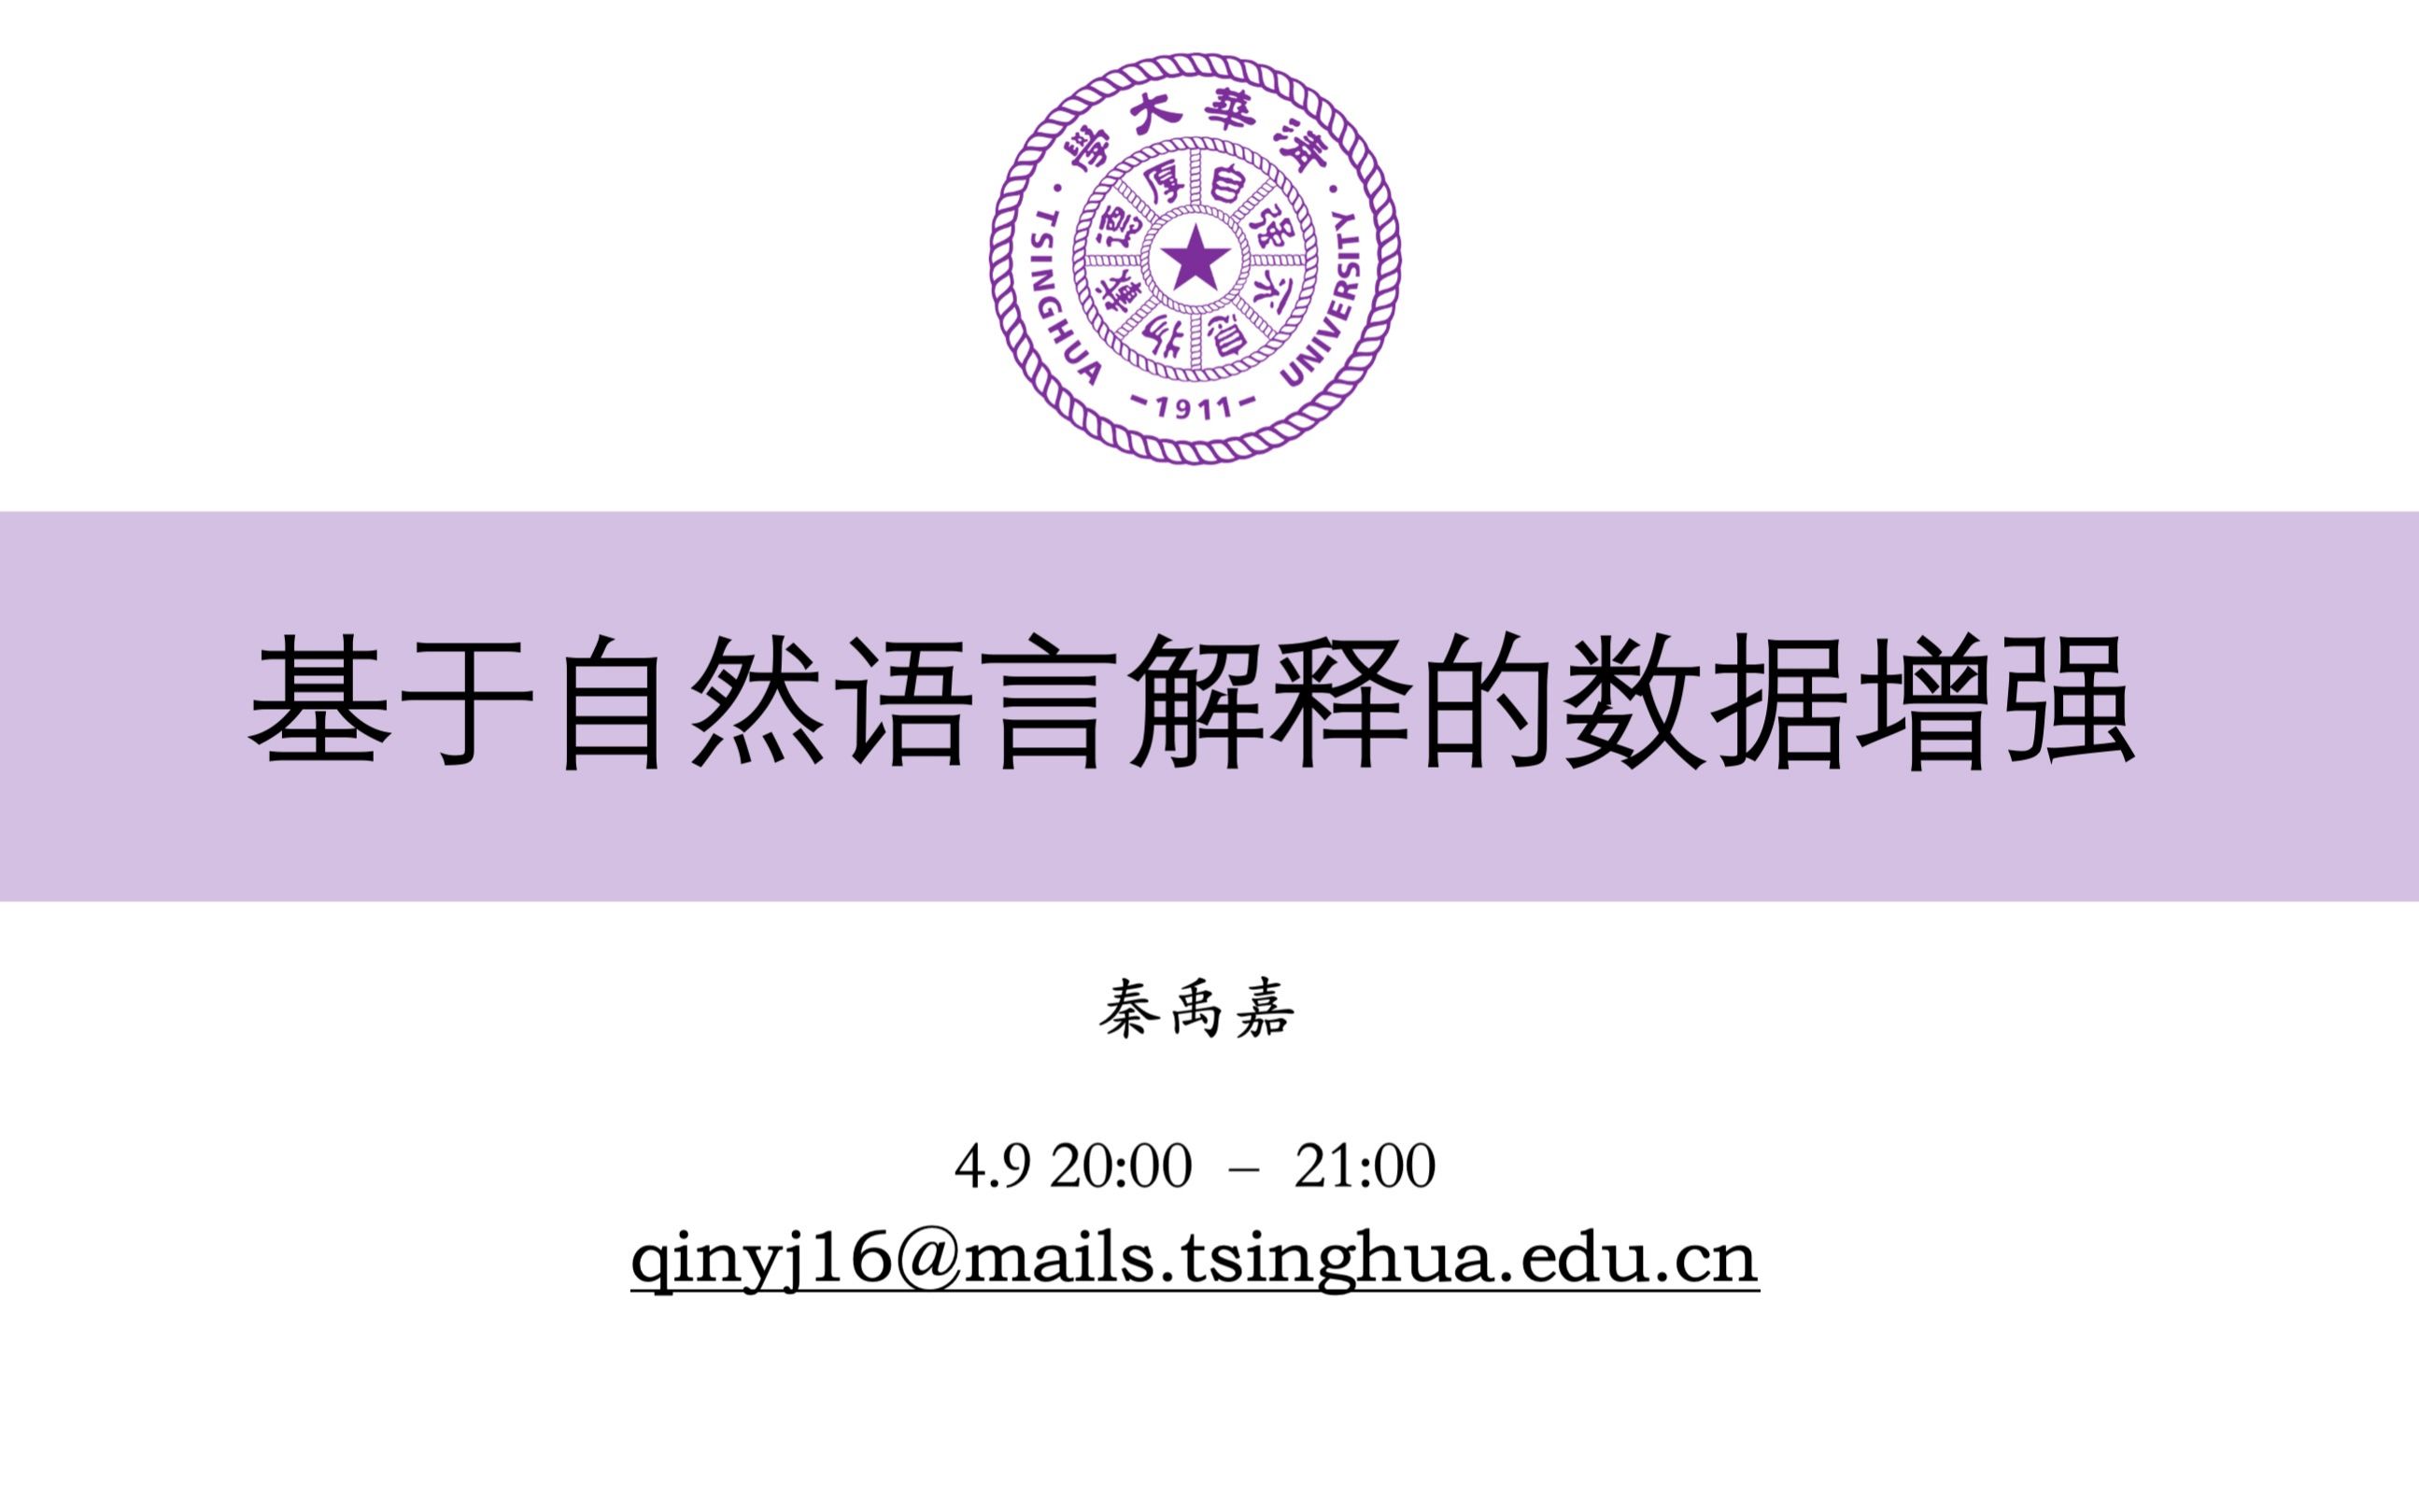 清華大學
自強不息
厚德載物
TSINGHUA UNIVERSITY
–1911–
基于自然语言解释的数据增强
秦禹嘉
4.9 20:00 – 21:00
qinyj16@mails.tsinghua.edu.cn